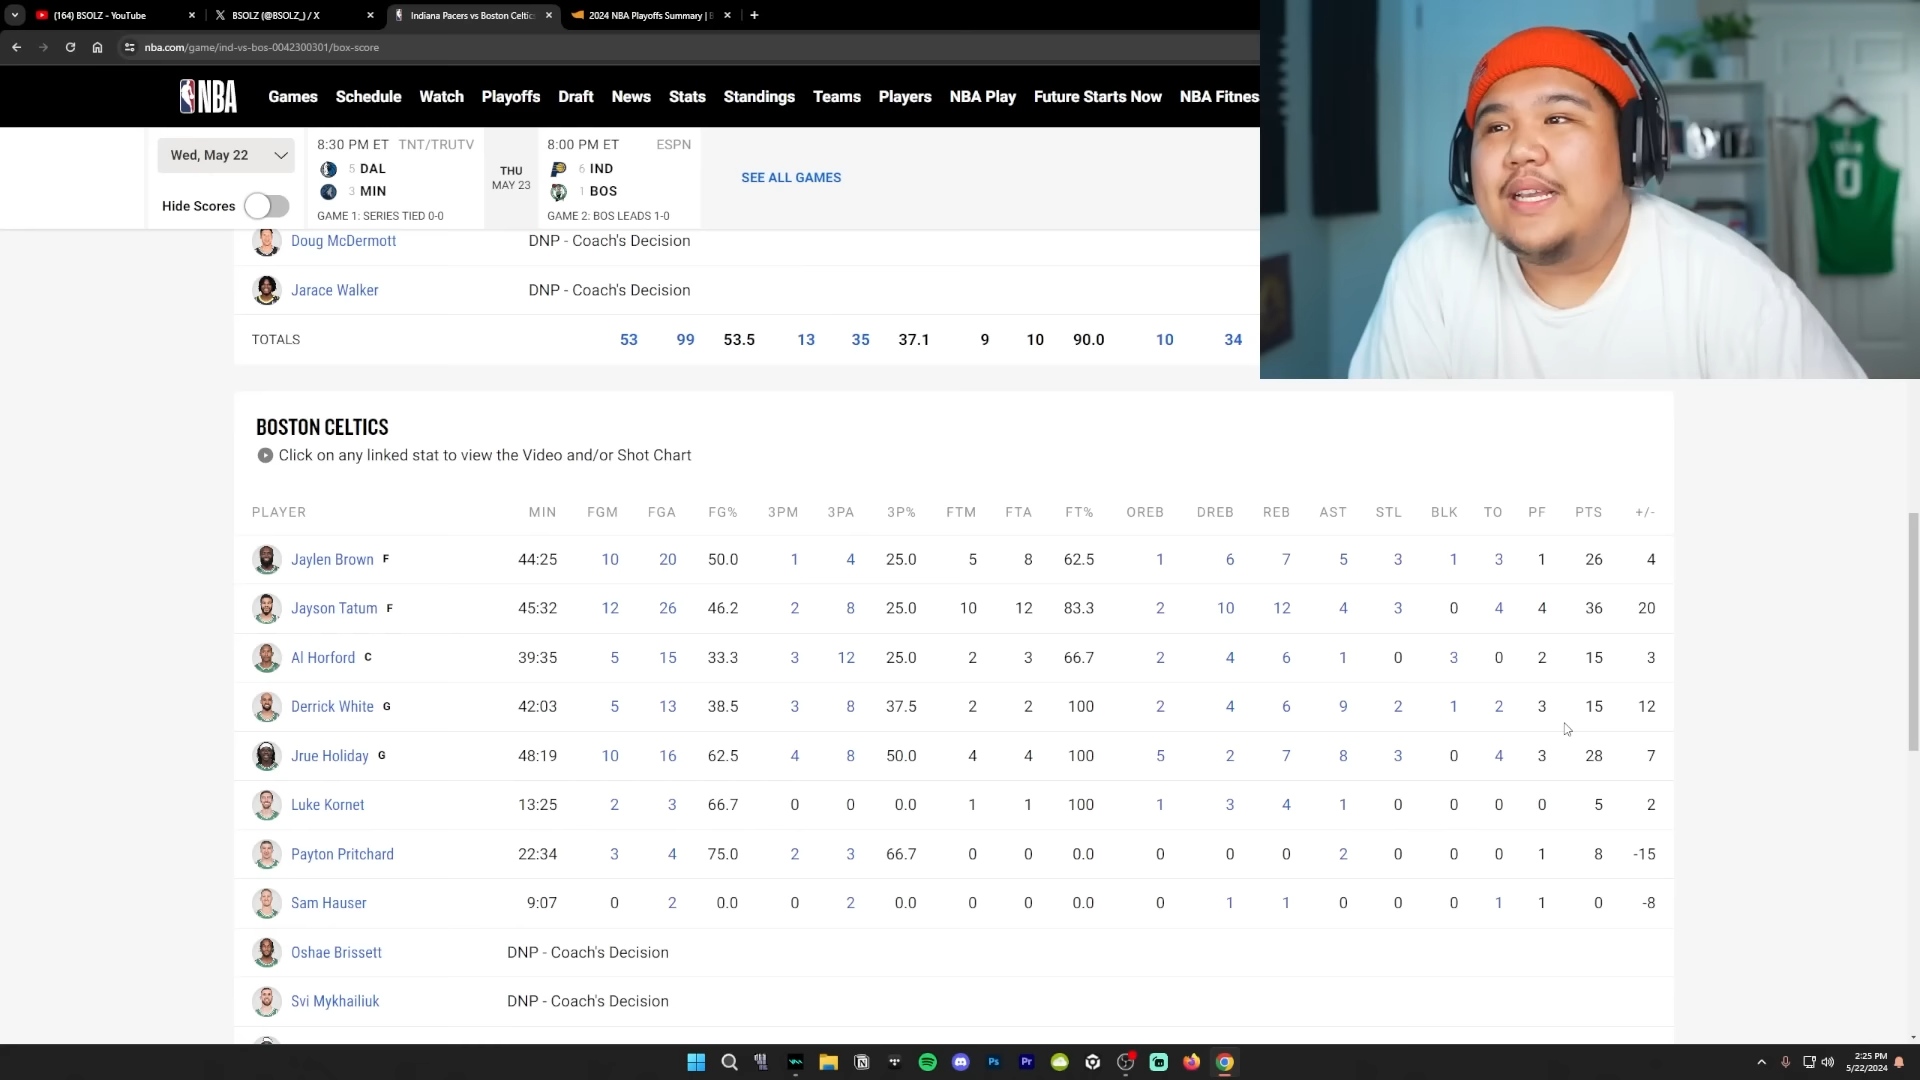 (164) BSOLZ - YouTube
BSOLZ (@BSOLZ_) / X
Indiana Pacers vs Boston Celtic
2024 NBA Playoffs Summary | B
nba.com/game/ind-vs-bos-0042300301/box-score
NBA Games Schedule Watch Playoffs Draft News Stats Standings Teams Players NBA Play Future Starts Now NBA Fitnes
Wed, May 22
Hide Scores
8:30 PM ET TNT/TRUTV
5 DAL
3 MIN
GAME 1: SERIES TIED 0-0
THU
MAY 23
8:00 PM ET ESPN
6 IND
1 BOS
GAME 2: BOS LEADS 1-0
SEE ALL GAMES
Doug McDermott DNP - Coach's Decision
Jarace Walker DNP - Coach's Decision
TOTALS 53 99 53.5 13 35 37.1 9 10 90.0 10 34
BOSTON CELTICS
Click on any linked stat to view the Video and/or Shot Chart
PLAYER MIN FGM FGA FG% 3PM 3PA 3P% FTM FTA FT% OREB DREB REB AST STL BLK TO PF PTS +/-
Jaylen Brown F 44:25 10 20 50.0 1 4 25.0 5 8 62.5 1 6 7 5 3 1 3 1 26 4
Jayson Tatum F 45:32 12 26 46.2 2 8 25.0 10 12 83.3 2 10 12 4 3 0 4 4 36 20
Al Horford C 39:35 5 15 33.3 3 12 25.0 2 3 66.7 2 4 6 1 0 3 0 2 15 3
Derrick White G 42:03 5 13 38.5 3 8 37.5 2 2 100 2 4 6 9 2 1 2 3 15 12
Jrue Holiday G 48:19 10 16 62.5 4 8 50.0 4 4 100 5 2 7 8 3 0 4 3 28 7
Luke Kornet 13:25 2 3 66.7 0 0 0.0 1 1 100 1 3 4 1 0 0 0 0 5 2
Payton Pritchard 22:34 3 4 75.0 2 3 66.7 0 0 0.0 0 0 0 2 0 0 0 1 8 -15
Sam Hauser 9:07 0 2 0.0 0 2 0.0 0 0 0.0 0 1 1 0 0 0 1 1 0 -8
Oshae Brissett DNP - Coach's Decision
Svi Mykhailiuk DNP - Coach's Decision
0
Ps
Pr
2:25 PM
5/22/2024